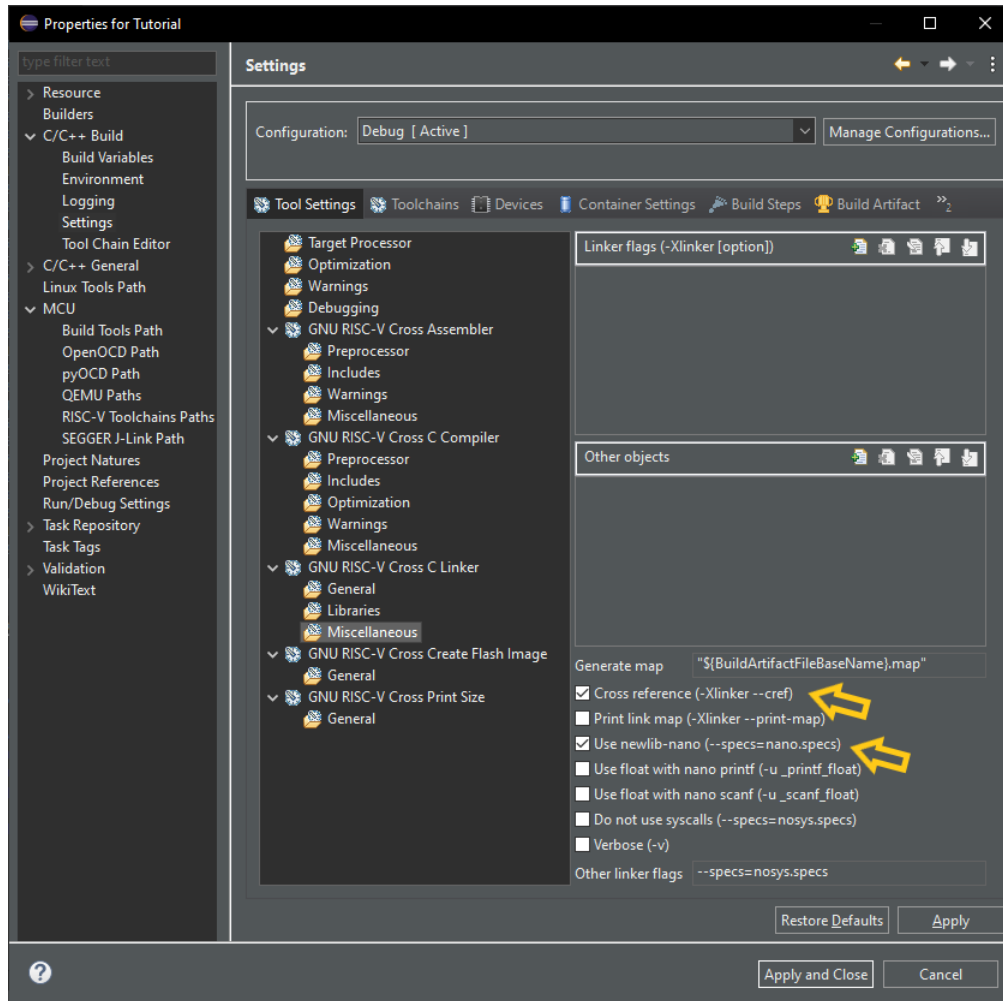 Properties for Tutorial
type filter text
Resource
Builders
C/C++ Build
Build Variables
Environment
Logging
Settings
Tool Chain Editor
C/C++ General
Linux Tools Path
MCU
Build Tools Path
OpenOCD Path
pyOCD Path
QEMU Paths
RISC-V Toolchains Paths
SEGGER J-Link Path
Project Natures
Project References
Run/Debug Settings
Task Repository
Task Tags
Validation
WikiText
Settings
Configuration: Debug [ Active ] Manage Configurations...
Tool Settings Toolchains Devices Container Settings Build Steps Build Artifact »2
Target Processor
Optimization
Warnings
Debugging
GNU RISC-V Cross Assembler
Preprocessor
Includes
Warnings
Miscellaneous
GNU RISC-V Cross C Compiler
Preprocessor
Includes
Optimization
Warnings
Miscellaneous
GNU RISC-V Cross C Linker
General
Libraries
Miscellaneous
GNU RISC-V Cross Create Flash Image
General
GNU RISC-V Cross Print Size
General
Linker flags (-Xlinker [option])
Other objects
Generate map "${BuildArtifactFileBaseName}.map"
Cross reference (-Xlinker --cref)
Print link map (-Xlinker --print-map)
Use newlib-nano (--specs=nano.specs)
Use float with nano printf (-u _printf_float)
Use float with nano scanf (-u _scanf_float)
Do not use syscalls (--specs=nosys.specs)
Verbose (-v)
Other linker flags --specs=nosys.specs
Restore Defaults Apply
? Apply and Close Cancel